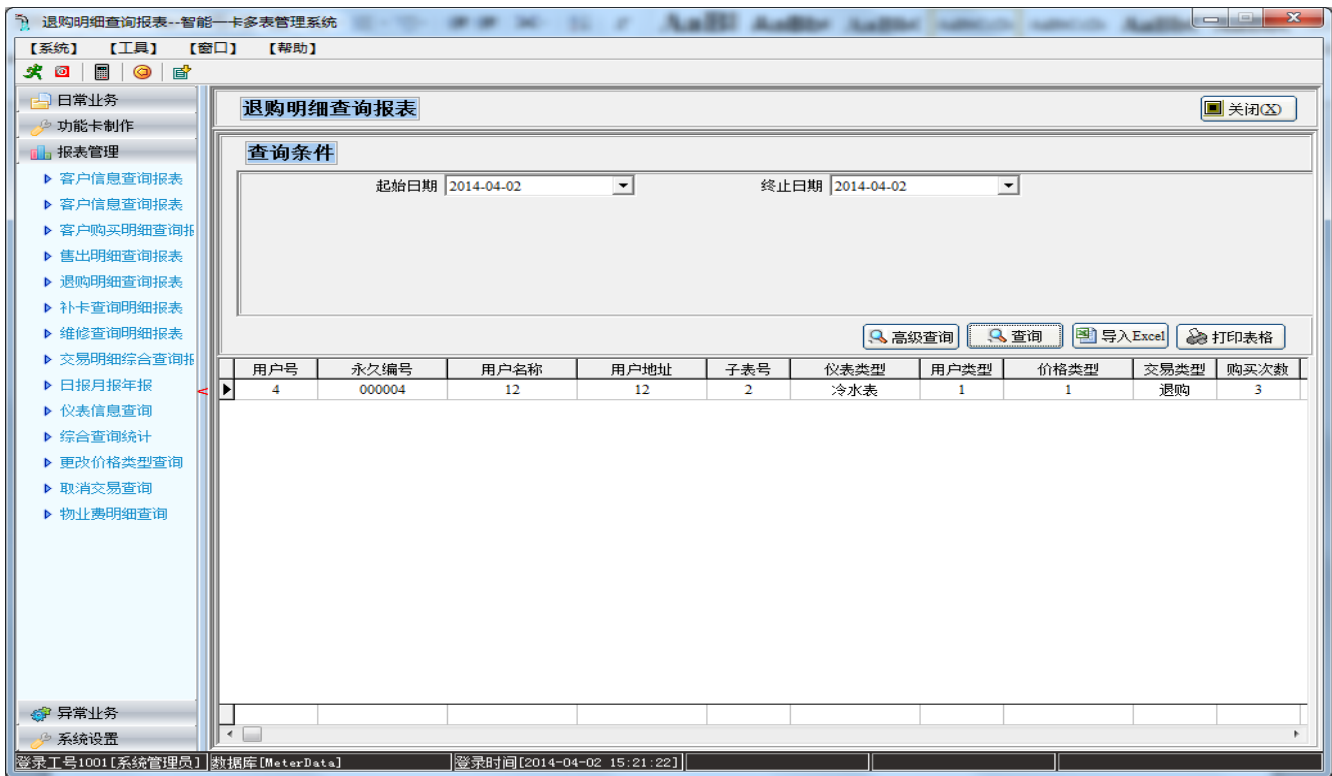 退购明细查询报表--智能一卡多表管理系统
【系统】 【工具】 【窗口】 【帮助】
日常业务
功能卡制作
报表管理
客户信息查询报表
客户信息查询报表
客户购买明细查询报
售出明细查询报表
退购明细查询报表
补卡查询明细报表
维修查询明细报表
交易明细综合查询报
日报月报年报
仪表信息查询
综合查询统计
更改价格类型查询
取消交易查询
物业费明细查询
异常业务
系统设置
<
退购明细查询报表 关闭(X)
查询条件
起始日期 2014-04-02 终止日期 2014-04-02
高级查询 查询 导入Excel 打印表格
用户号 永久编号 用户名称 用户地址 子表号 仪表类型 用户类型 价格类型 交易类型 购买次数
4 000004 12 12 2 冷水表 1 1 退购 3
登录工号1001[系统管理员] 数据库[MeterData] 登录时间[2014-04-02 15:21:22]